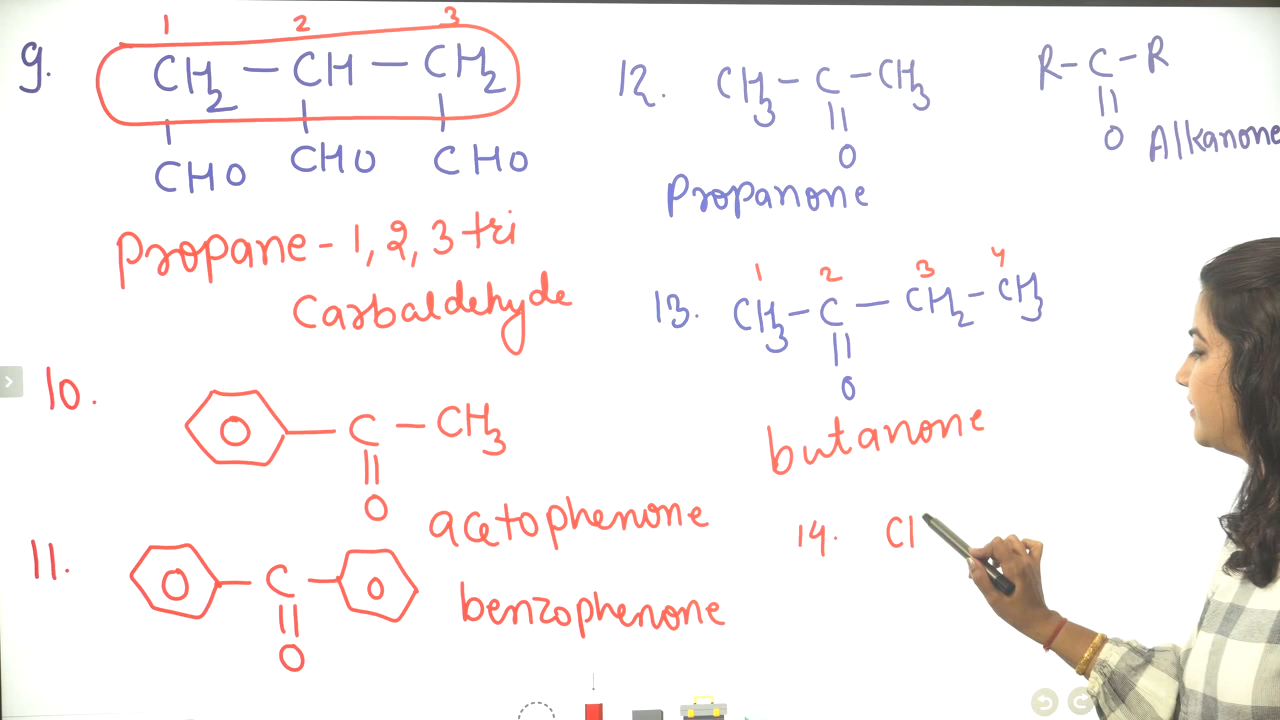 9.
1 2 3
CH2 — CH — CH2
CHO CHO CHO
Propane - 1, 2, 3 tri
Carbaldehyde
10.
C — CH3
O
acetophenone
11.
C
O
benzophenone
12. CH3 — C — CH3
O
Propanone
R — C — R
O
Alkanone
1 2 3 4
13. CH3 — C — CH2 — CH3
O
butanone
14. Cl